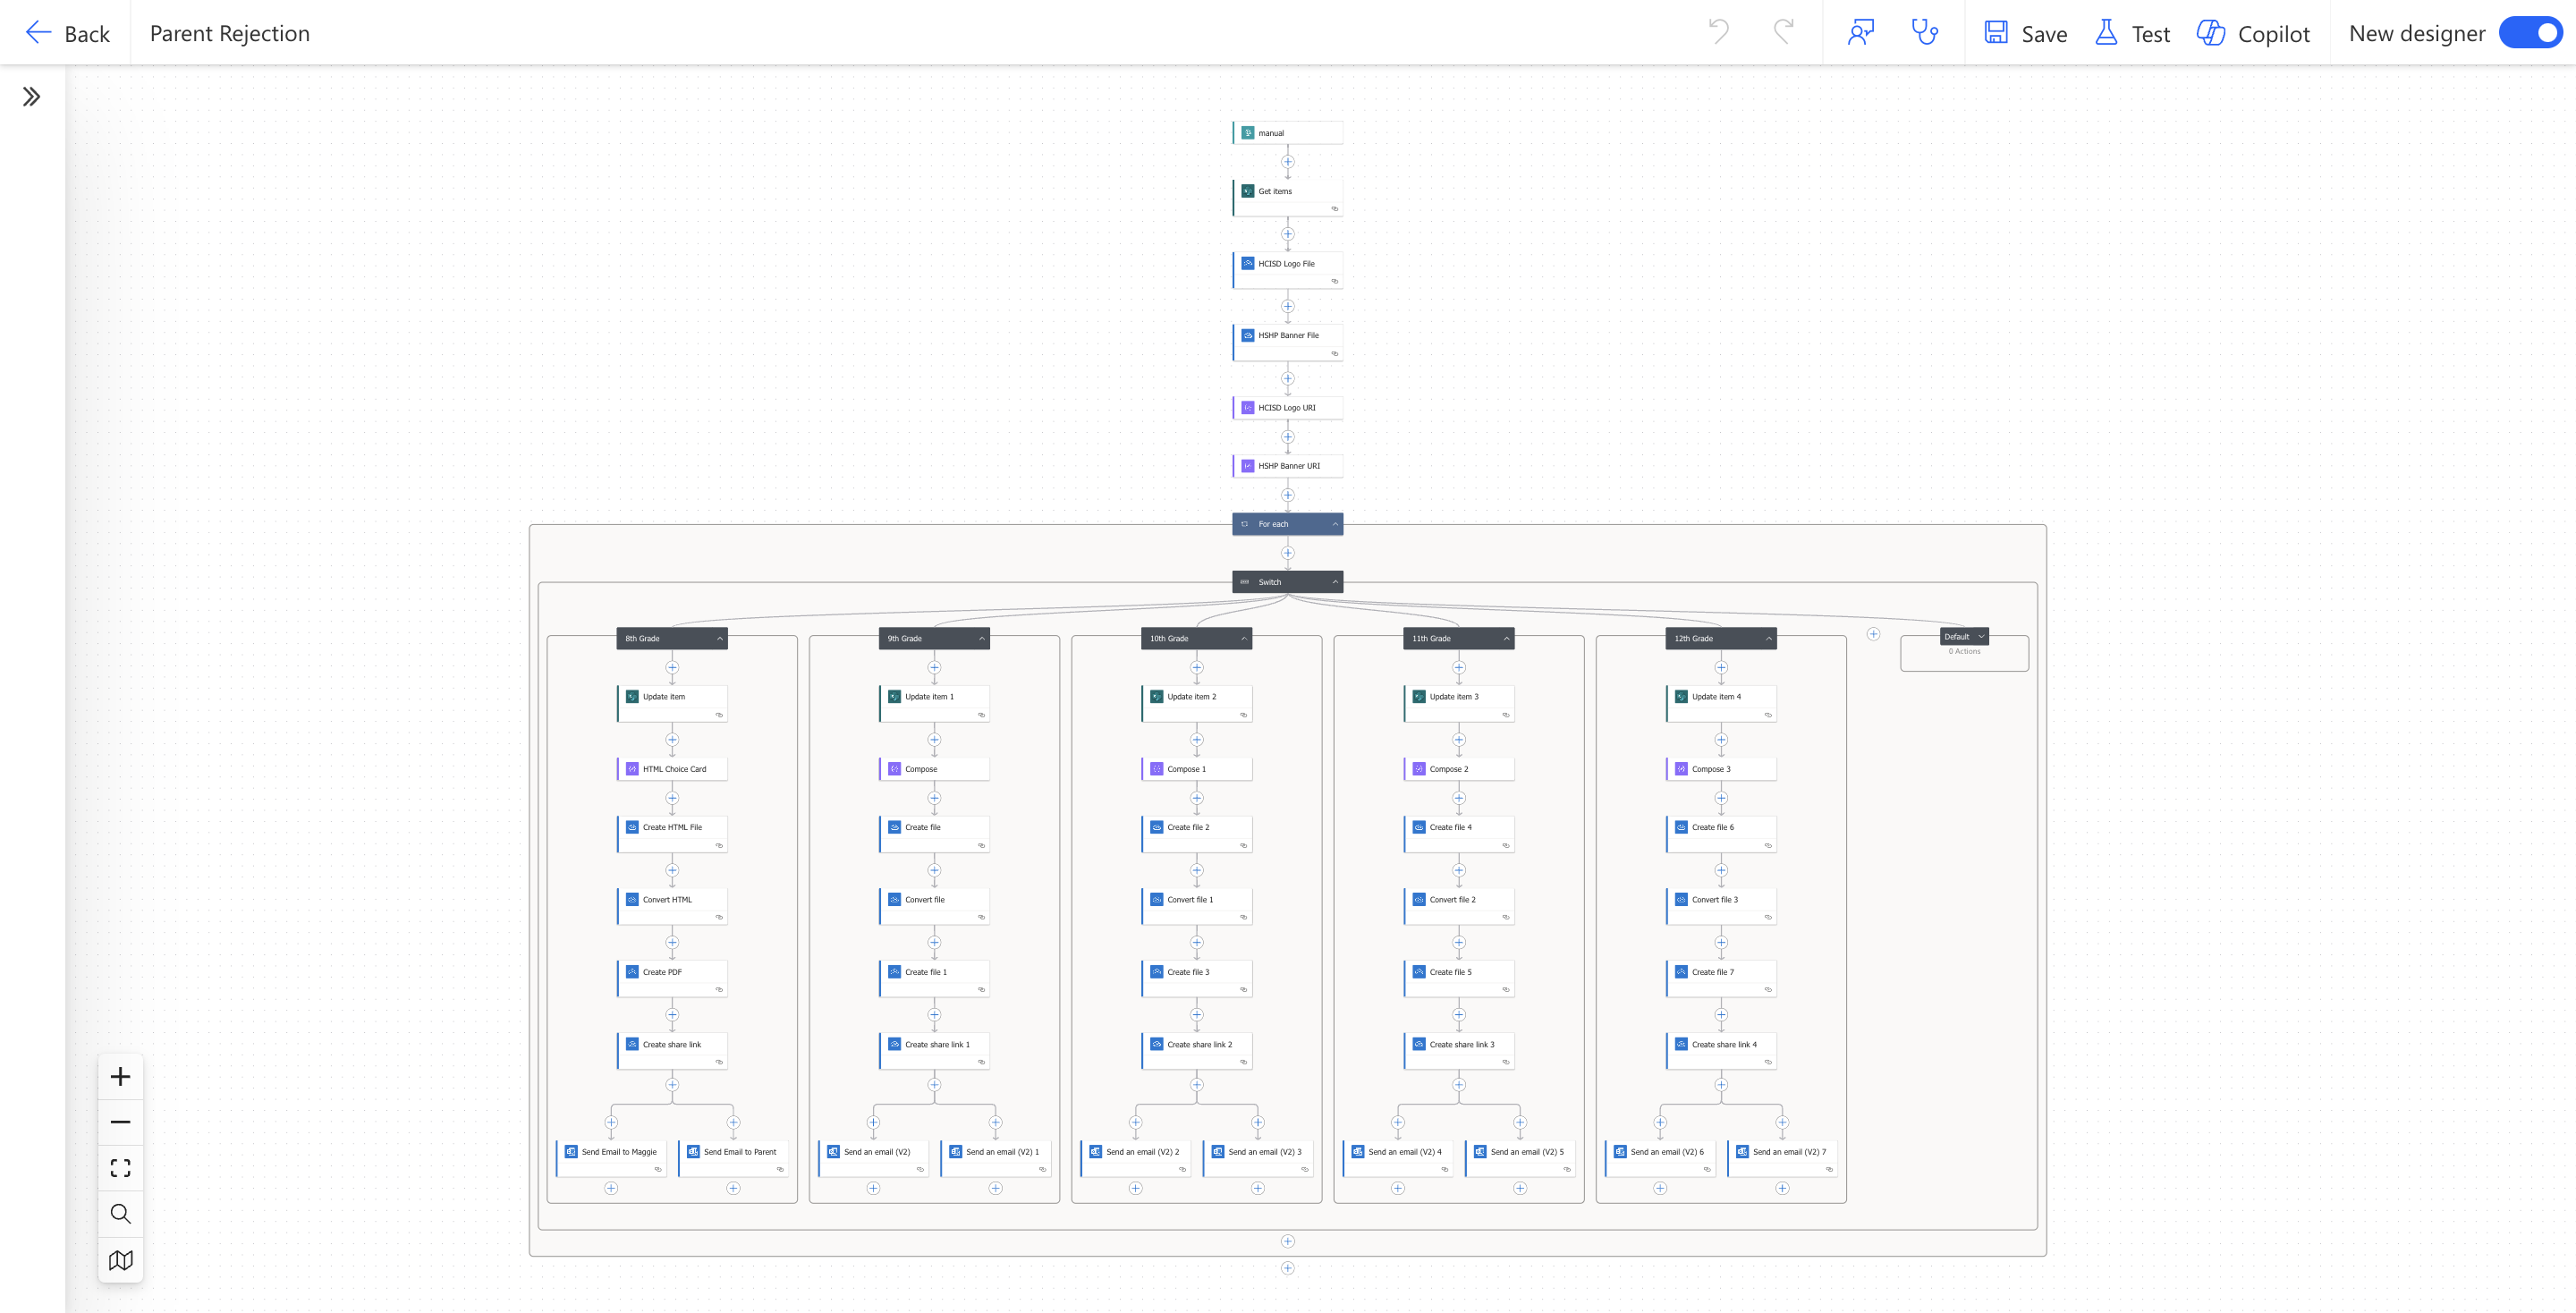 Back
Parent Rejection
Save
Test
Copilot
New designer
manual
Get items
HCISD Logo File
HSHP Banner File
HCISD Logo URI
HSHP Banner URI
For each
Switch
8th Grade
9th Grade
10th Grade
11th Grade
12th Grade
Default
0 Actions
Update item
Update item 1
Update item 2
Update item 3
Update item 4
HTML Choice Card
Compose
Compose 1
Compose 2
Compose 3
Create HTML File
Create file
Create file 2
Create file 4
Create file 6
Convert HTML
Convert file
Convert file 1
Convert file 2
Convert file 3
Create PDF
Create file 1
Create file 3
Create file 5
Create file 7
Create share link
Create share link 1
Create share link 2
Create share link 3
Create share link 4
Send Email to Maggie
Send Email to Parent
Send an email (V2)
Send an email (V2) 1
Send an email (V2) 2
Send an email (V2) 3
Send an email (V2) 4
Send an email (V2) 5
Send an email (V2) 6
Send an email (V2) 7